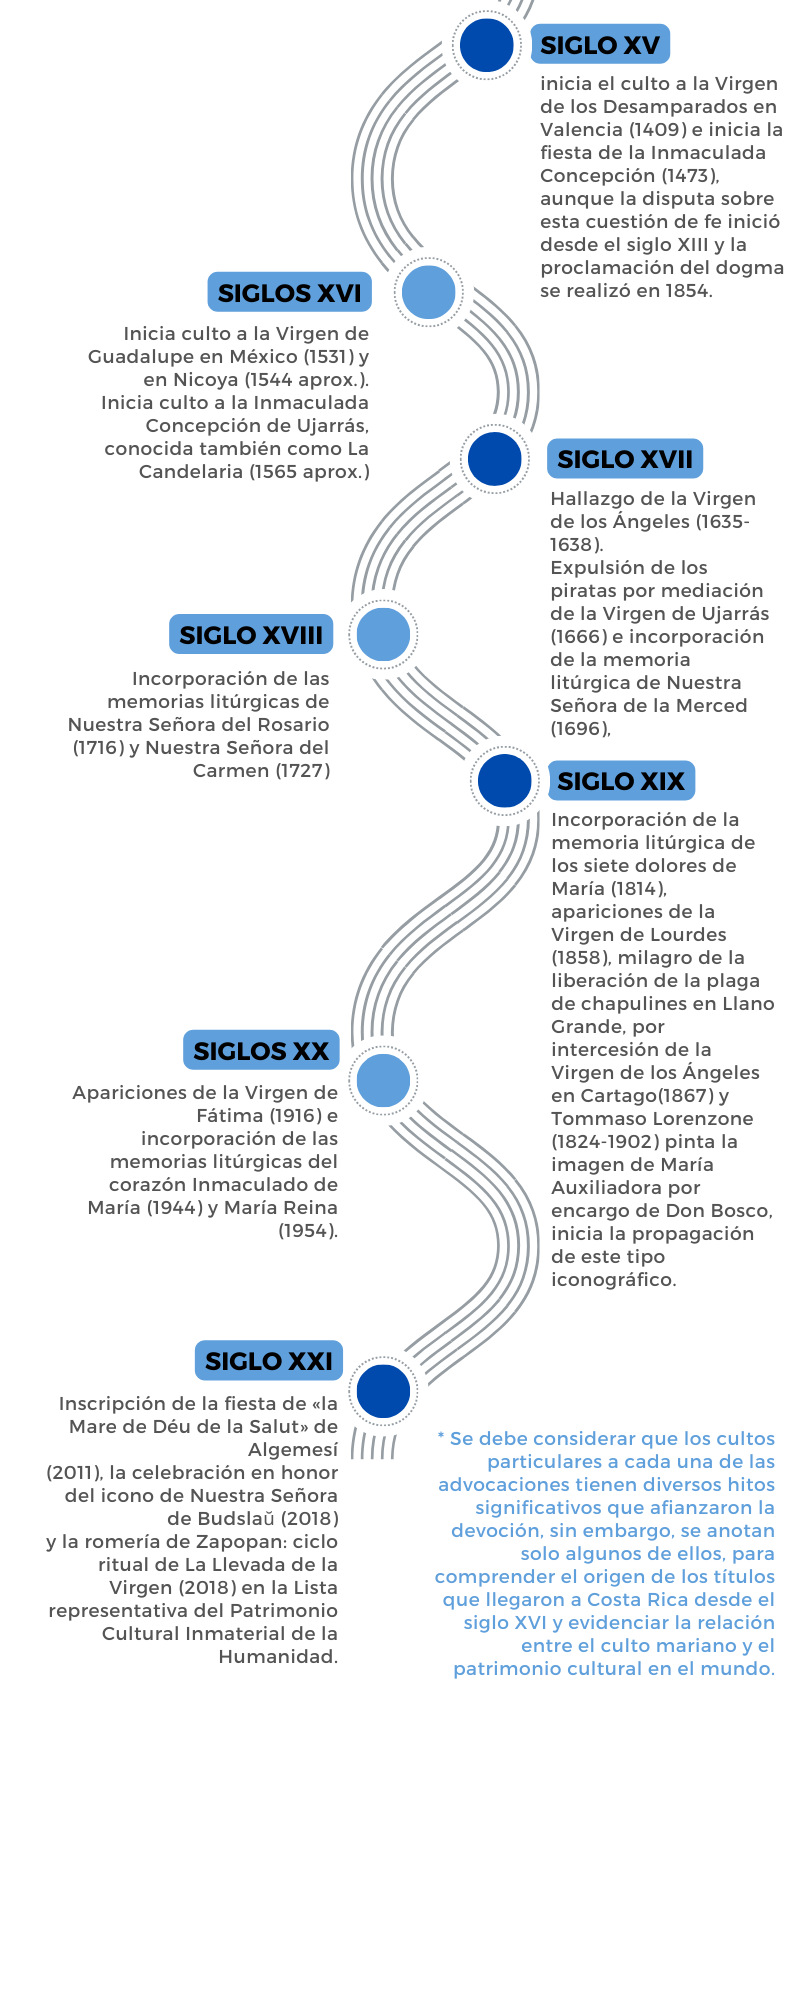 SIGLO XV
inicia el culto a la Virgen
de los Desamparados en
Valencia (1409) e inicia la
fiesta de la Inmaculada
Concepción (1473),
aunque la disputa sobre
esta cuestión de fe inició
desde el siglo XIII y la
proclamación del dogma
se realizó en 1854.
SIGLOS XVI
Inicia culto a la Virgen de
Guadalupe en México (1531) y
en Nicoya (1544 aprox.).
Inicia culto a la Inmaculada
Concepción de Ujarrás,
conocida también como La
Candelaria (1565 aprox.)
SIGLO XVII
Hallazgo de la Virgen
de los Ángeles (1635-
1638).
Expulsión de los
piratas por mediación
de la Virgen de Ujarrás
(1666) e incorporación
de la memoria
litúrgica de Nuestra
Señora de la Merced
(1696),
SIGLO XVIII
Incorporación de las
memorias litúrgicas de
Nuestra Señora del Rosario
(1716) y Nuestra Señora del
Carmen (1727)
SIGLO XIX
Incorporación de la
memoria litúrgica de
los siete dolores de
María (1814),
apariciones de la
Virgen de Lourdes
(1858), milagro de la
liberación de la plaga
de chapulines en Llano
Grande, por
intercesión de la
Virgen de los Ángeles
en Cartago(1867) y
Tommaso Lorenzone
(1824-1902) pinta la
imagen de María
Auxiliadora por
encargo de Don Bosco,
inicia la propagación
de este tipo
iconográfico.
SIGLOS XX
Apariciones de la Virgen de
Fátima (1916) e
incorporación de las
memorias litúrgicas del
corazón Inmaculado de
María (1944) y María Reina
(1954).
SIGLO XXI
Inscripción de la fiesta de «la
Mare de Déu de la Salut» de
Algemesí
(2011), la celebración en honor
del icono de Nuestra Señora
de Budslaŭ (2018)
y la romería de Zapopan: ciclo
ritual de La Llevada de la
Virgen (2018) en la Lista
representativa del Patrimonio
Cultural Inmaterial de la
Humanidad.
* Se debe considerar que los cultos
particulares a cada una de las
advocaciones tienen diversos hitos
significativos que afianzaron la
devoción, sin embargo, se anotan
solo algunos de ellos, para
comprender el origen de los títulos
que llegaron a Costa Rica desde el
siglo XVI y evidenciar la relación
entre el culto mariano y el
patrimonio cultural en el mundo.